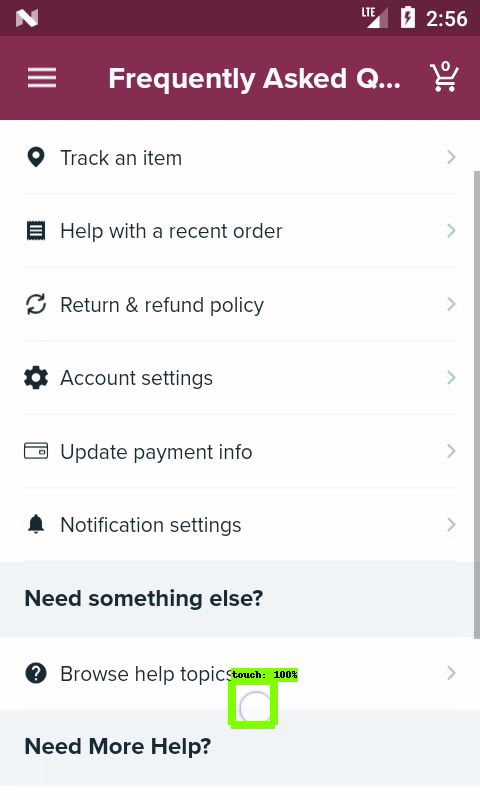 LTE 2:56
Frequently Asked Q... 0
Track an item
Help with a recent order
Return & refund policy
Account settings
Update payment info
Notification settings
Need something else?
Browse help topics
touch: 100%
Need More Help?